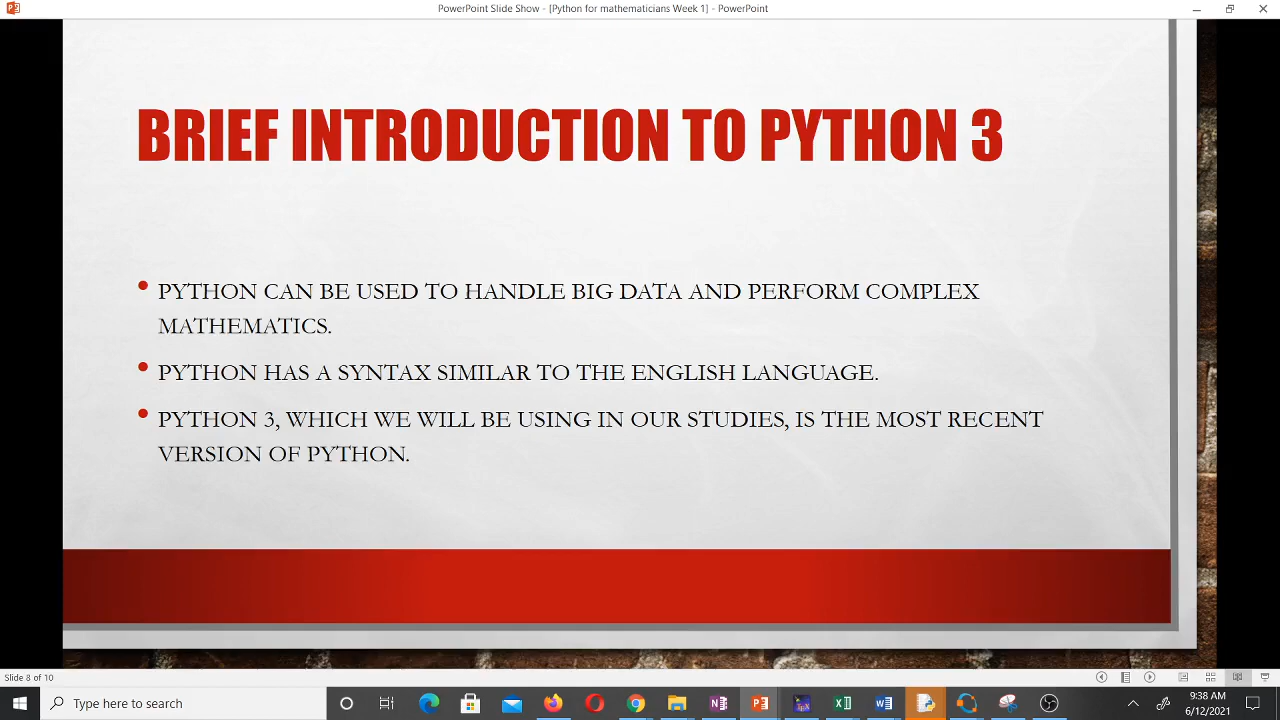 PowerPoint Slide Show - [Python for mathematicians Week 1] - PowerPoint
BRIEF INTRODUCTION TO PYTHON 3
• PYTHON CAN BE USED TO HANDLE BIG DATA AND PERFORM COMPLEX
MATHEMATICS.
• PYTHON HAS A SYNTAX SIMILAR TO THE ENGLISH LANGUAGE.
• PYTHON 3, WHICH WE WILL BE USING IN OUR STUDIES, IS THE MOST RECENT
VERSION OF PYTHON.
Slide 8 of 10
Type here to search
9:38 AM
6/12/2021